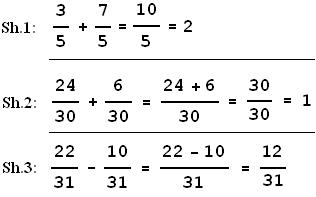 Sh.1: 3/5 + 7/5 = 10/5 = 2
Sh.2: 24/30 + 6/30 = 24 + 6/30 = 30/30 = 1
Sh.3: 22/31 - 10/31 = 22 - 10/31 = 12/31